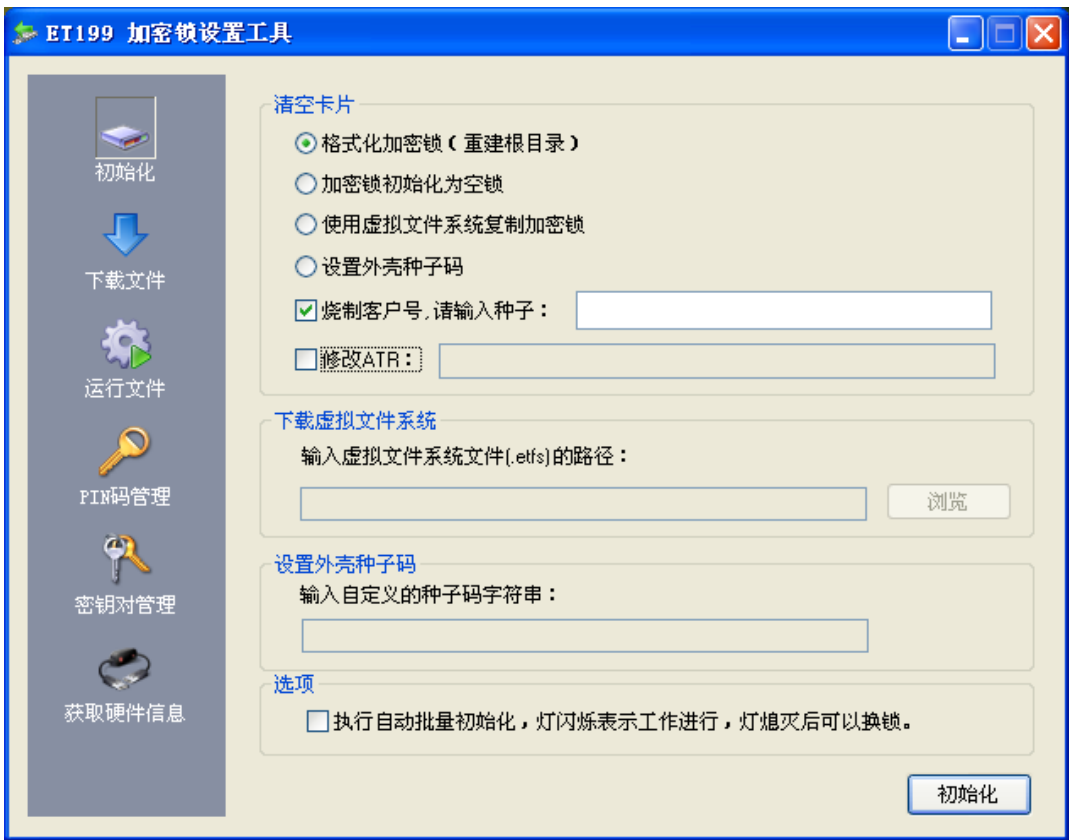 ET199 加密锁设置工具
初始化
下载文件
运行文件
PIN码管理
密钥对管理
获取硬件信息
清空卡片
格式化加密锁(重建根目录)
加密锁初始化为空锁
使用虚拟文件系统复制加密锁
设置外壳种子码
烧制客户号,请输入种子:
修改ATR:
下载虚拟文件系统
输入虚拟文件系统文件(.etfs)的路径:
浏览
设置外壳种子码
输入自定义的种子码字符串:
选项
执行自动批量初始化,灯闪烁表示工作进行,灯熄灭后可以换锁。
初始化